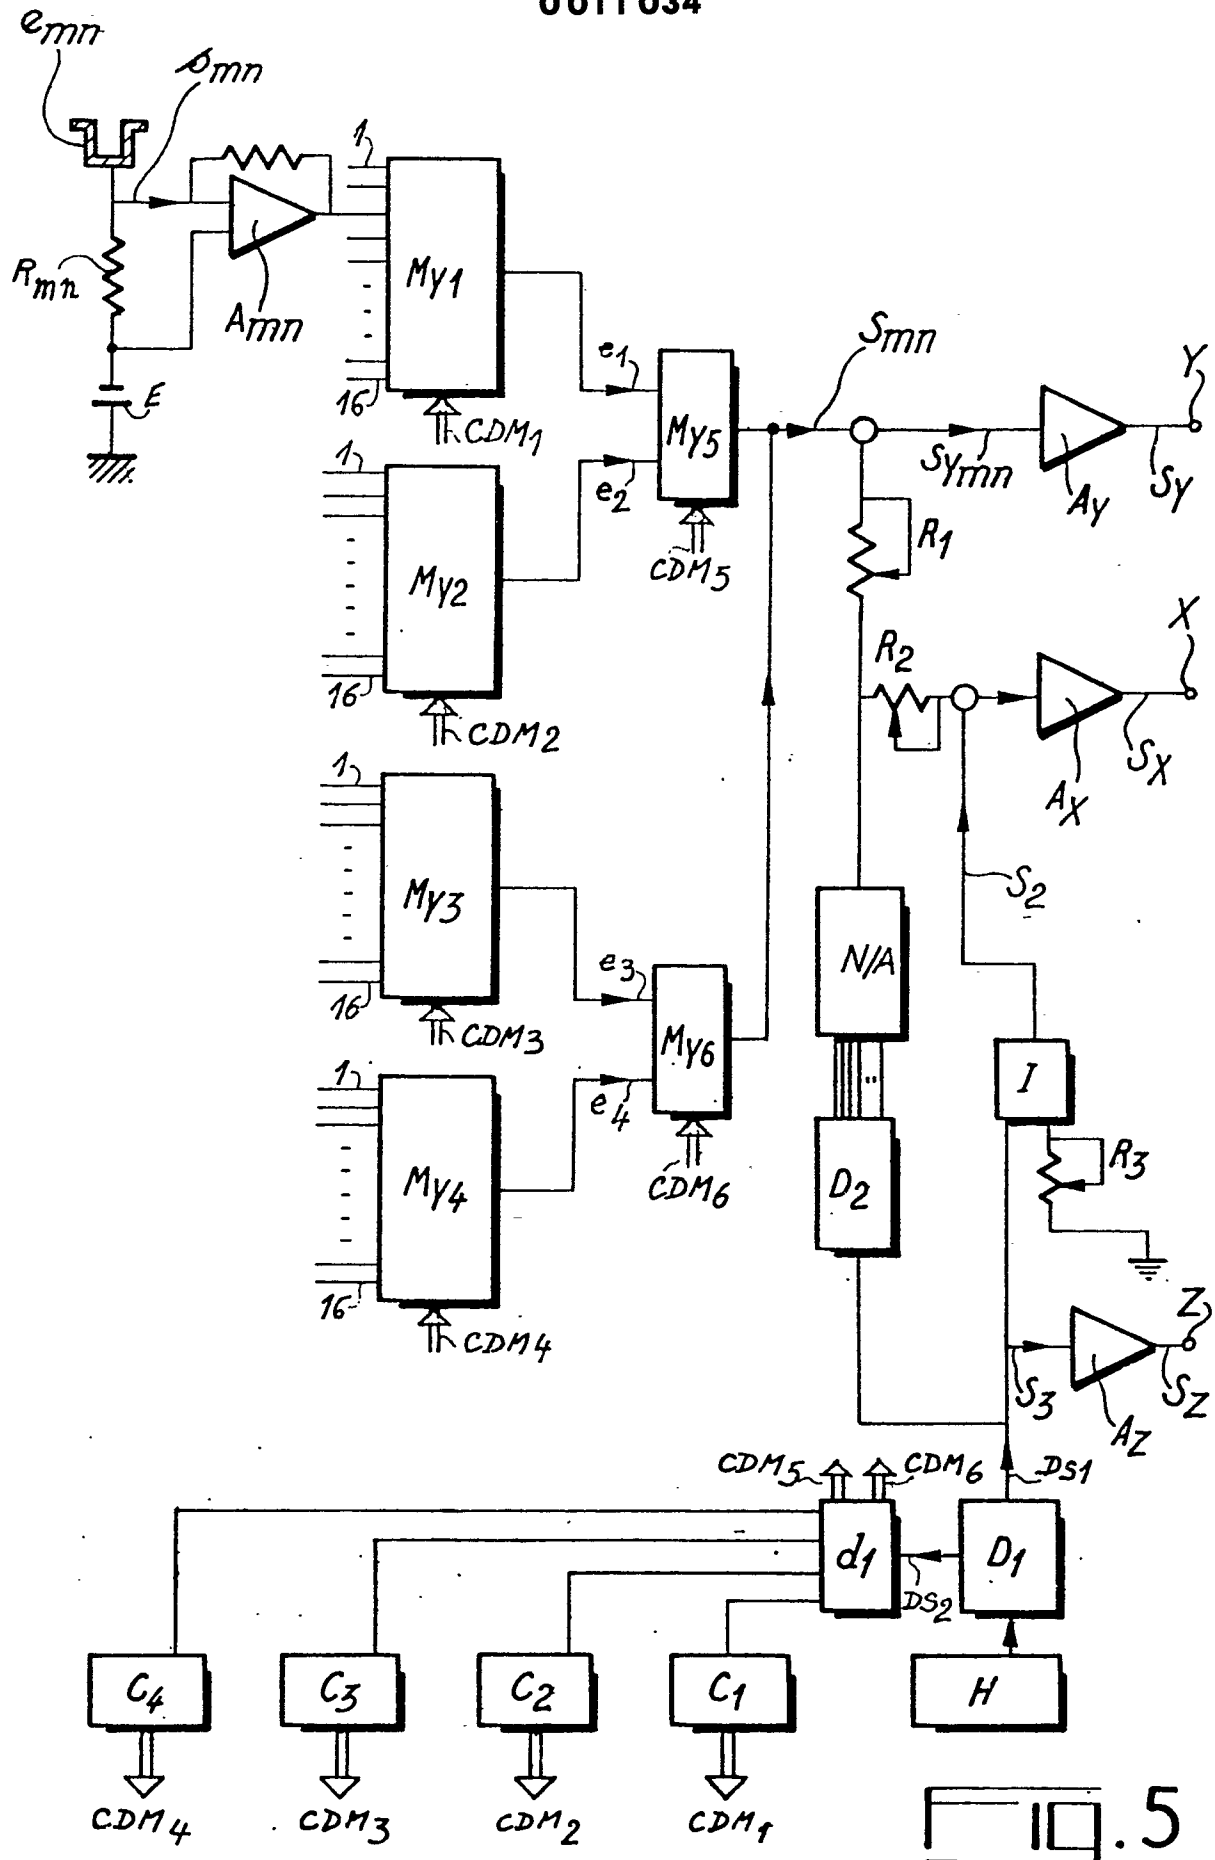 0011034
emn
smn
1
Rmn
Amn
My1
E
16
CDM1
e1
Smn
Y
My5
1
e2
Symn
Ay
Sy
My2
CDM5
R1
X
R2
16
CDM2
Sx
Ax
1
S2
My3
N/A
e3
16
CDM3
My6
I
1
e4
My4
D2
R3
CDM6
16
CDM4
Z
S3
Sz
Az
CDM5
CDM6
DS1
d1
D1
DS2
C4
C3
C2
C1
H
CDM4
CDM3
CDM2
CDM1
FIG.5